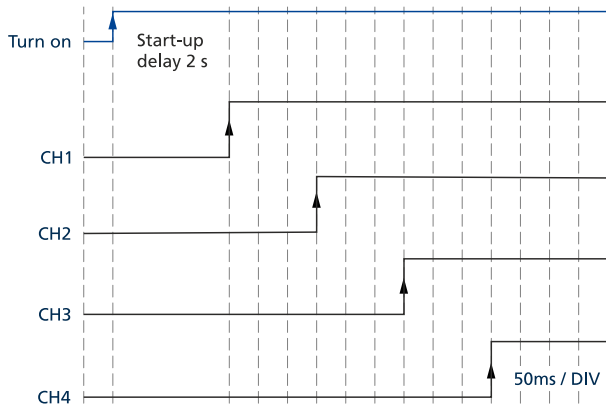 Turn on
Start-up
delay 2 s
CH1
CH2
CH3
CH4
50ms / DIV